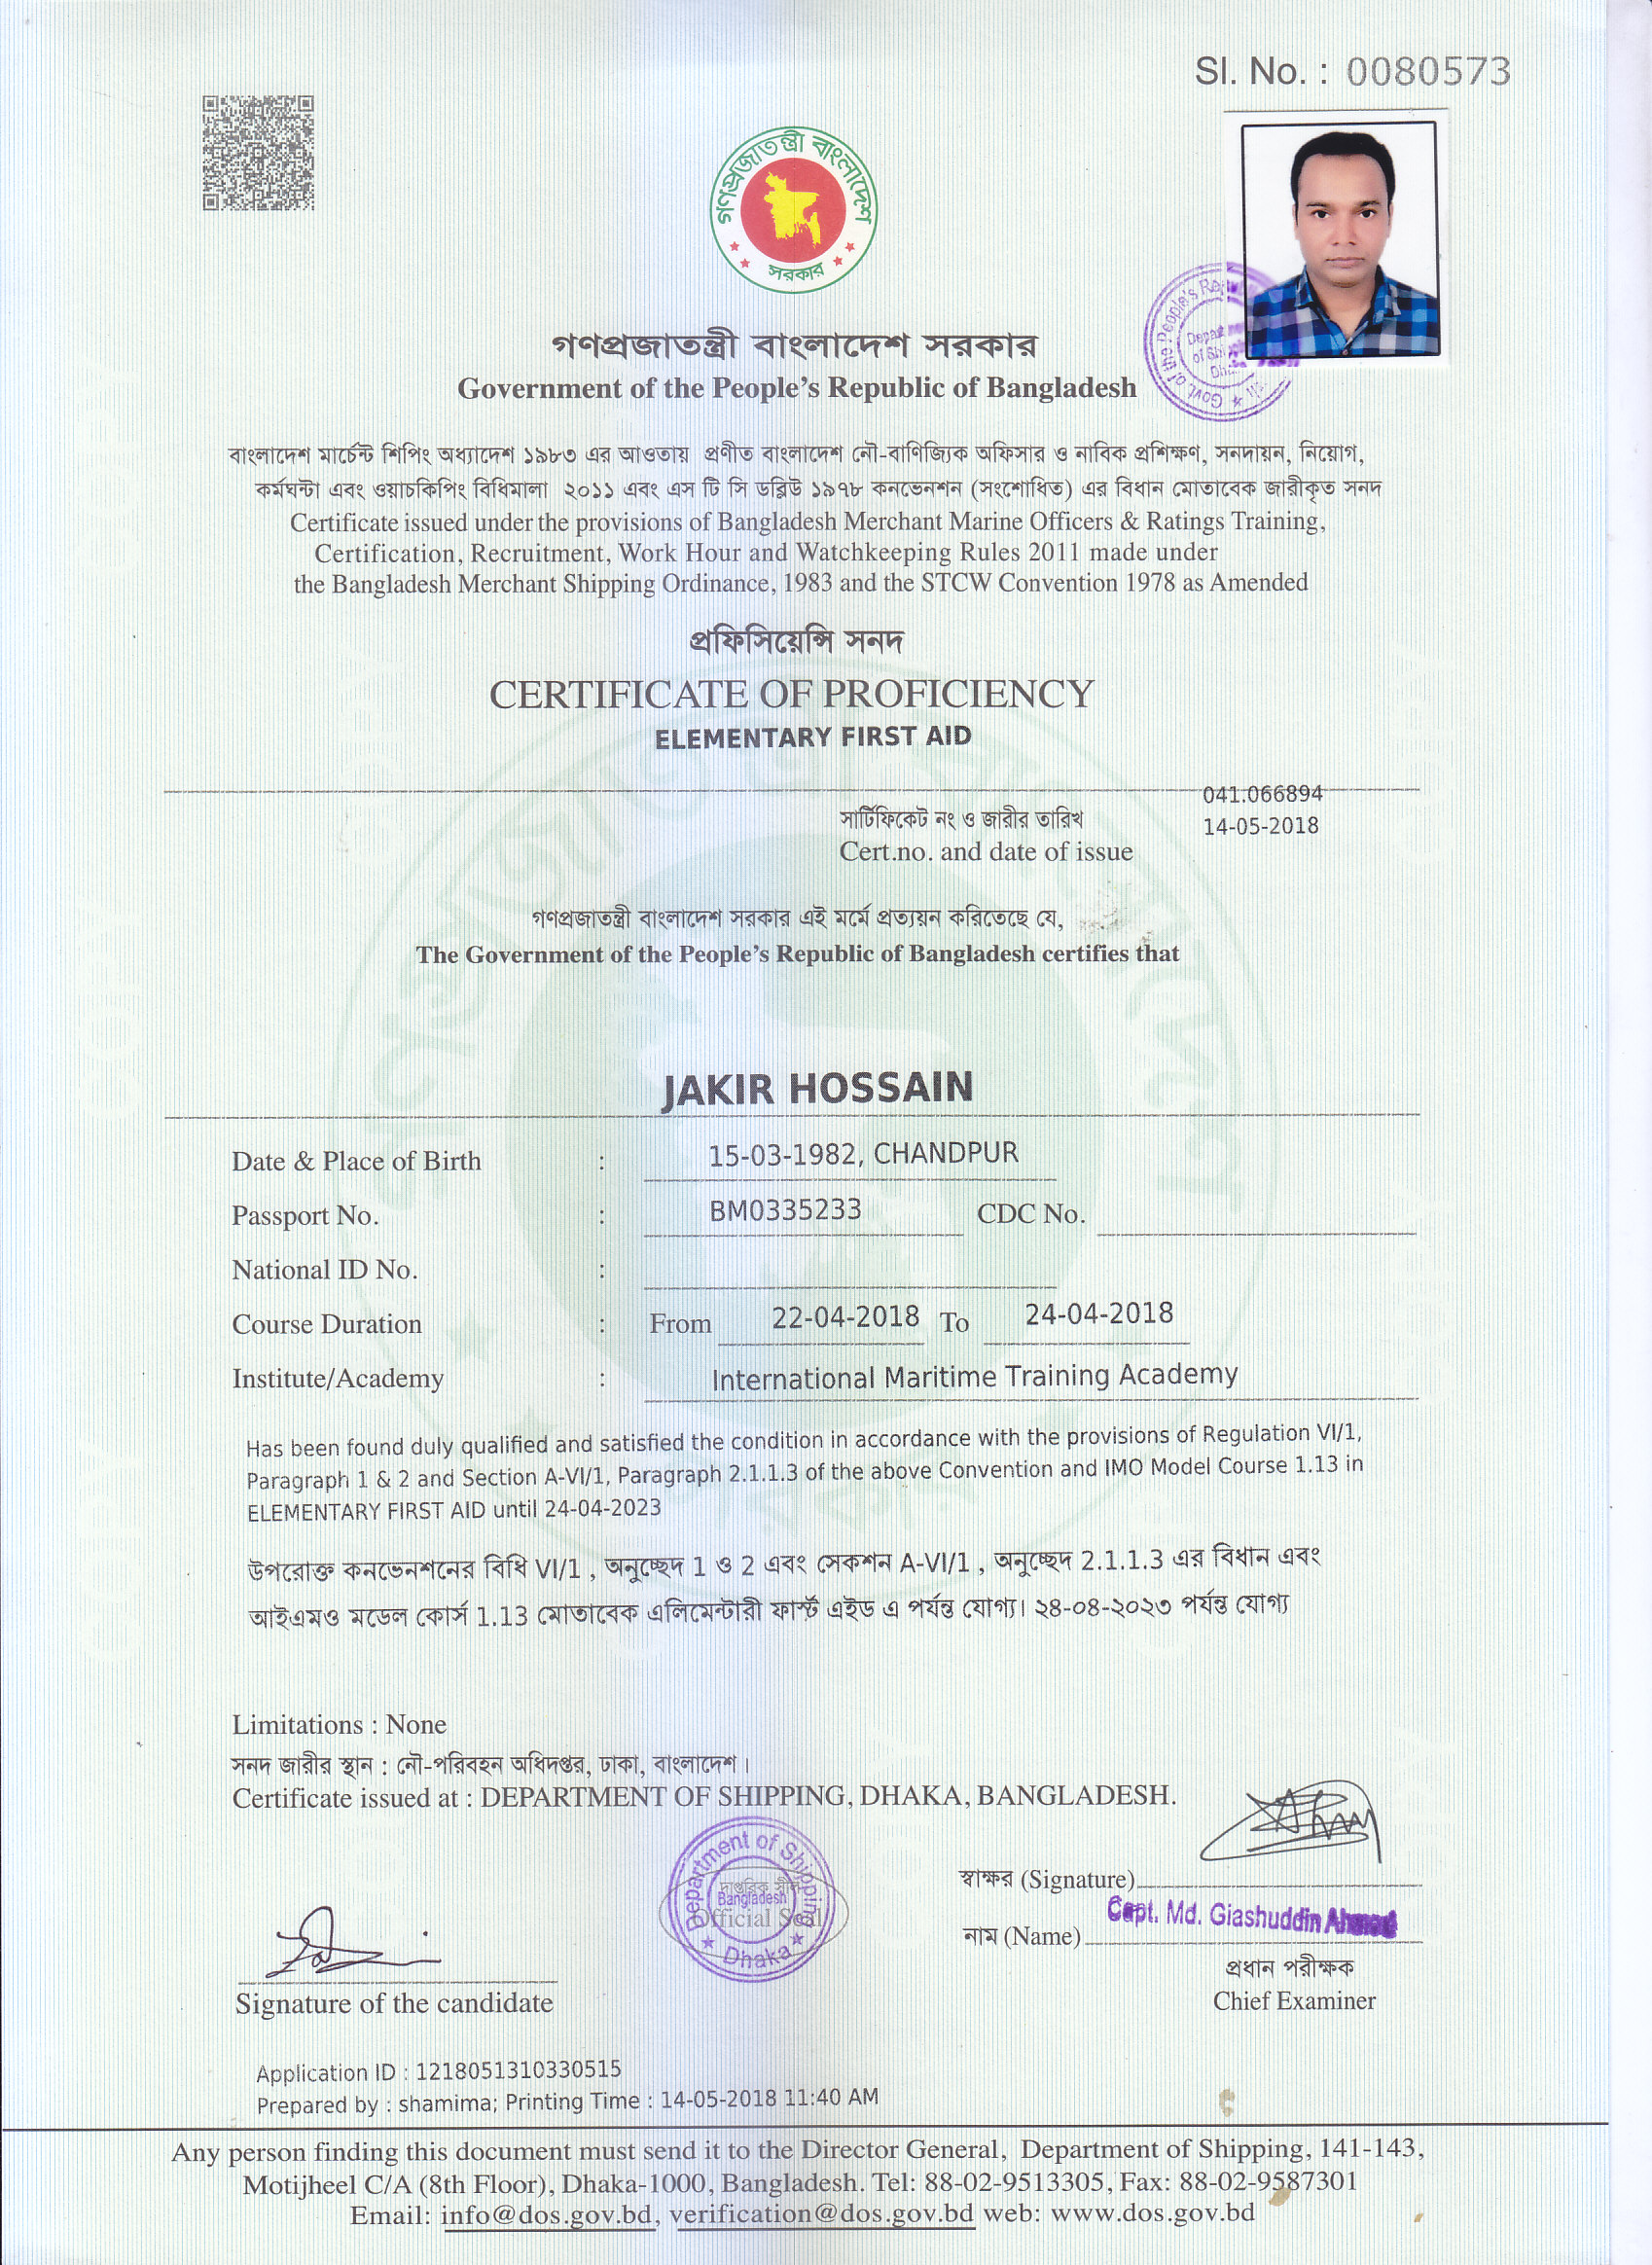 Sl. No. : 0080573
গণপ্রজাতন্ত্রী বাংলাদেশ
সরকার
গণপ্রজাতন্ত্রী বাংলাদেশ সরকার
Government of the People's Republic of Bangladesh
Govt. of the People's
বাংলাদেশ মার্চেন্ট শিপিং অধ্যাদেশ ১৯৮৩ এর আওতায় প্রণীত বাংলাদেশ নৌ-বাণিজ্যিক অফিসার ও নাবিক প্রশিক্ষণ, সনদায়ন, নিয়োগ,
কর্মঘন্টা এবং ওয়াচকিপিং বিধিমালা ২০১১ এবং এস টি সি ডব্লিউ ১৯৭৮ কনভেনশন (সংশোধিত) এর বিধান মোতাবেক জারীকৃত সনদ
Certificate issued under the provisions of Bangladesh Merchant Marine Officers & Ratings Training,
Certification, Recruitment, Work Hour and Watchkeeping Rules 2011 made under
the Bangladesh Merchant Shipping Ordinance, 1983 and the STCW Convention 1978 as Amended
প্রফিসিয়েন্সি সনদ
CERTIFICATE OF PROFICIENCY
ELEMENTARY FIRST AID
041.066894
সার্টিফিকেট নং ও জারীর তারিখ 14-05-2018
Cert.no. and date of issue
গণপ্রজাতন্ত্রী বাংলাদেশ সরকার এই মর্মে প্রত্যয়ন করিতেছে যে,
The Government of the People's Republic of Bangladesh certifies that
JAKIR HOSSAIN
Date & Place of Birth : 15-03-1982, CHANDPUR
Passport No. : BM0335233 CDC No.
National ID No. :
Course Duration : From 22-04-2018 To 24-04-2018
Institute/Academy : International Maritime Training Academy
Has been found duly qualified and satisfied the condition in accordance with the provisions of Regulation VI/1,
Paragraph 1 & 2 and Section A-VI/1, Paragraph 2.1.1.3 of the above Convention and IMO Model Course 1.13 in
ELEMENTARY FIRST AID until 24-04-2023
উপরোক্ত কনভেনশনের বিধি VI/1 , অনুচ্ছেদ 1 ও 2 এবং সেকশন A-VI/1 , অনুচ্ছেদ 2.1.1.3 এর বিধান এবং
আইএমও মডেল কোর্স 1.13 মোতাবেক এলিমেন্টারী ফার্স্ট এইড এ পর্যন্ত যোগ্য। ২৪-০৪-২০২৩ পর্যন্ত যোগ্য
Limitations : None
সনদ জারীর স্থান : নৌ-পরিবহন অধিদপ্তর, ঢাকা, বাংলাদেশ।
Certificate issued at : DEPARTMENT OF SHIPPING, DHAKA, BANGLADESH.
Department of Shipping
দাপ্তরিক সীল
Bangladesh
Official Seal
Dhaka
স্বাক্ষর (Signature)
Capt. Md. Giashuddin Ahmed
নাম (Name)
প্রধান পরীক্ষক
Chief Examiner
Signature of the candidate
Application ID : 1218051310330515
Prepared by : shamima; Printing Time : 14-05-2018 11:40 AM
Any person finding this document must send it to the Director General, Department of Shipping, 141-143,
Motijheel C/A (8th Floor), Dhaka-1000, Bangladesh. Tel: 88-02-9513305, Fax: 88-02-9587301
Email: info@dos.gov.bd, verification@dos.gov.bd web: www.dos.gov.bd